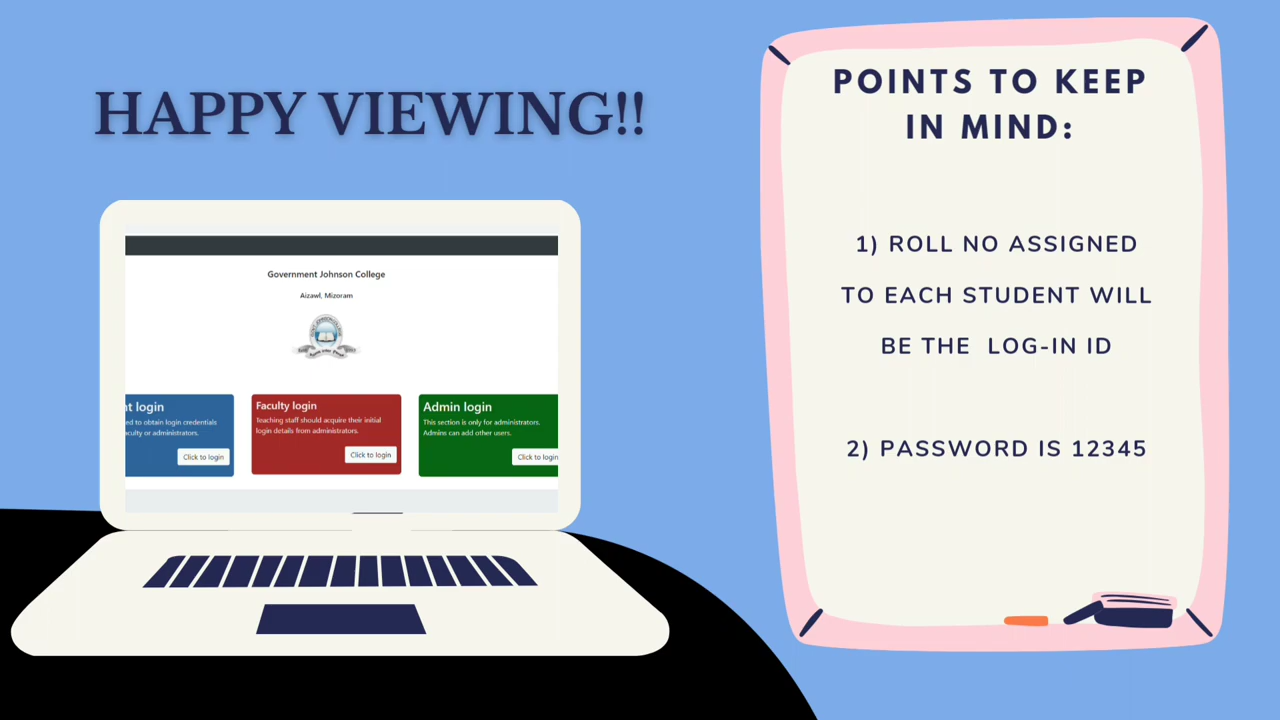 HAPPY VIEWING!!
Government Johnson College
Aizawl, Mizoram
nt login
ed to obtain login credentials
aculty or administrators.
Click to login
Faculty login
Teaching staff should acquire their initial
login details from administrators.
Click to login
Admin login
This section is only for administrators.
Admins can add other users.
Click to login
POINTS TO KEEP
IN MIND:
1) ROLL NO ASSIGNED
TO EACH STUDENT WILL
BE THE LOG-IN ID
2) PASSWORD IS 12345